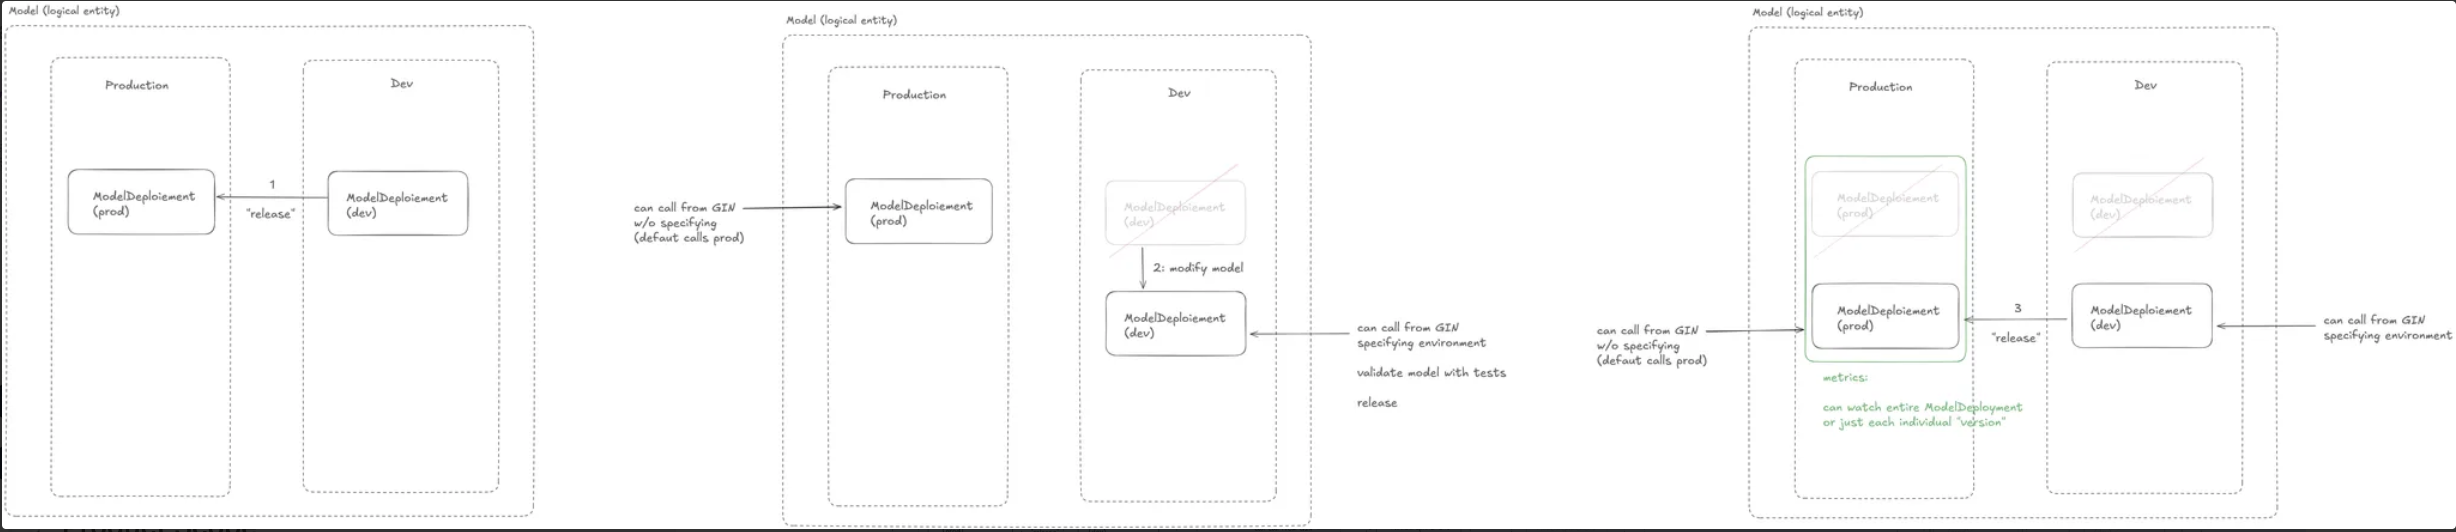 Model (logical entity)
Production
Dev
ModelDeploiement
(prod)
1
"release"
ModelDeploiement
(dev)
Model (logical entity)
Production
Dev
can call from GIN
w/o specifying
(defaut calls prod)
ModelDeploiement
(prod)
ModelDeploiement
(dev)
2: modify model
ModelDeploiement
(dev)
can call from GIN
specifying environment
validate model with tests
release
Model (logical entity)
Production
Dev
ModelDeploiement
(prod)
ModelDeploiement
(dev)
can call from GIN
w/o specifying
(defaut calls prod)
ModelDeploiement
(prod)
3
"release"
ModelDeploiement
(dev)
can call from GIN
specifying environment
metrics:
can watch entire ModelDeployment
or just each individual "version"